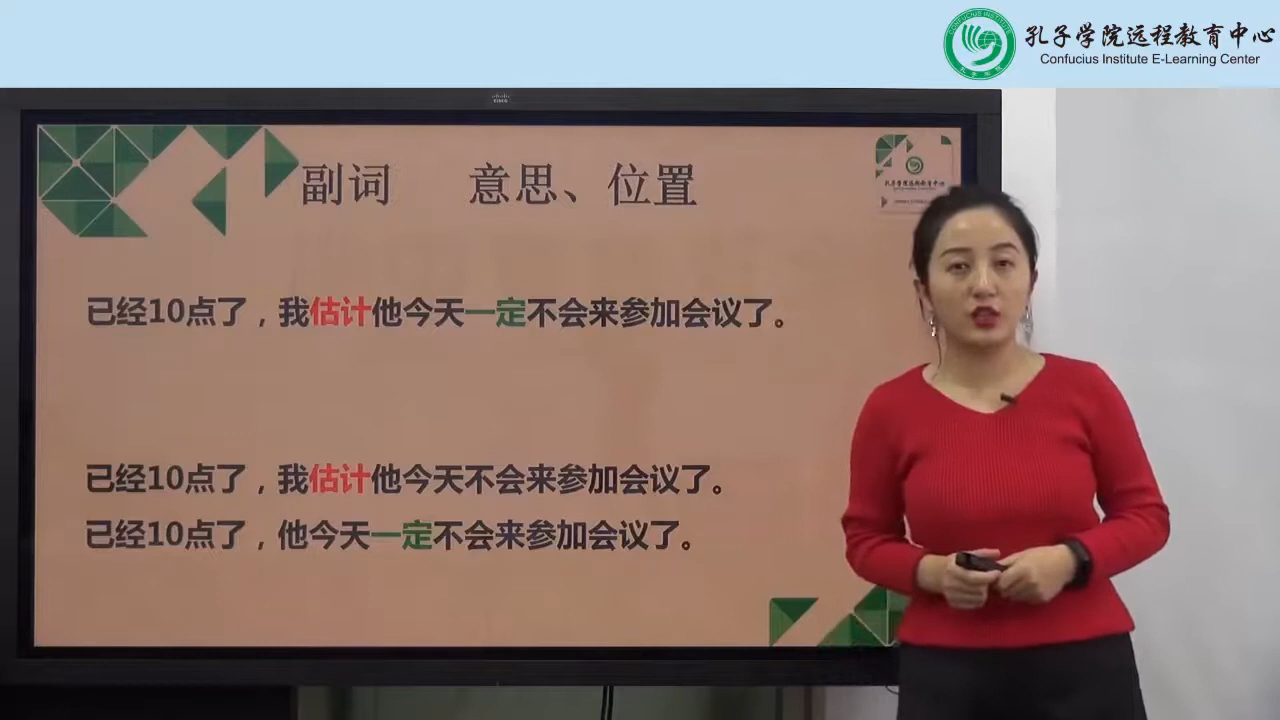 孔子学院远程教育中心
Confucius Institute E-Learning Center
副词 意思、位置
已经10点了，我估计他今天一定不会来参加会议了。
已经10点了，我估计他今天不会来参加会议了。
已经10点了，他今天一定不会来参加会议了。